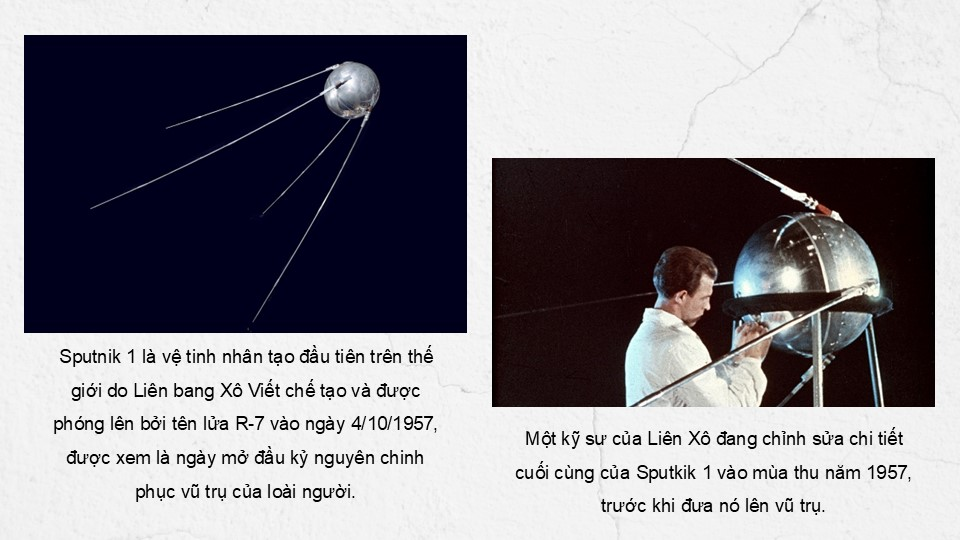 Sputnik 1 là vệ tinh nhân tạo đầu tiên trên thế
giới do Liên bang Xô Viết chế tạo và được
phóng lên bởi tên lửa R-7 vào ngày 4/10/1957,
được xem là ngày mở đầu kỷ nguyên chinh
phục vũ trụ của loài người.
Một kỹ sư của Liên Xô đang chỉnh sửa chi tiết
cuối cùng của Sputkik 1 vào mùa thu năm 1957,
trước khi đưa nó lên vũ trụ.